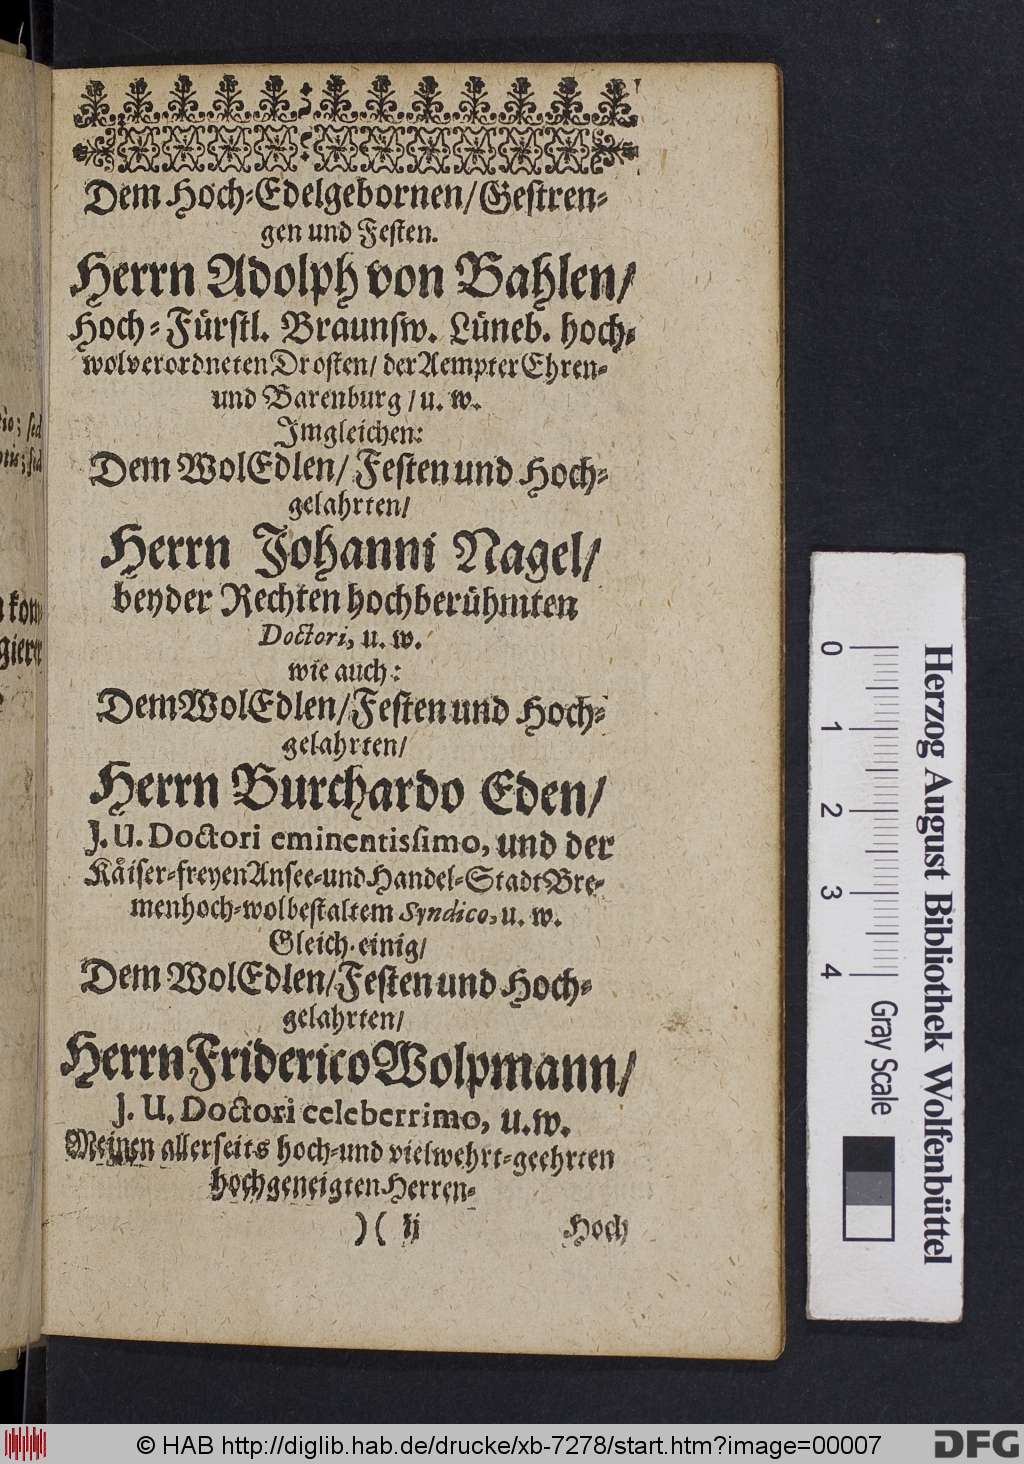 Dem Hoch-Edelgebornen/Gestren-
gen und Festen.
Herrn Adolph von Bahlen/
Hoch-Fürstl. Braunsw. Lüneb. hoch-
wolverordneten Drosten/ der Aempter Ehren-
und Barenburg/ u. w.
Imgleichen:
Dem WolEdlen/ Festen und Hoch-
gelahrten/
Herrn Johanni Nagel/
beyder Rechten hochberühmten
Doctori, u. w.
wie auch:
Dem WolEdlen/Festen und Hoch-
gelahrten/
Herrn Burchardo Eden/
J. U. Doctori eminentissimo, und der
Kåiser-freyen Ansee-und Handel-Stadt Bre-
men hoch-wolbestaltem Syndico, u. w.
Gleich einig/
Dem WolEdlen/Festen und Hoch-
gelahrten/
Herrn Friderico Wolpmann/
J. U. Doctori celeberrimo, u. w.
Meinen allerseits hoch-und vielwehrt-geehrten
hochgeneigten Herren-
)( ij Hoch
Herzog August Bibliothek Wolfenbüttel
0 1 2 3 4 Gray Scale
© HAB http://diglib.hab.de/drucke/xb-7278/start.htm?image=00007
DFG